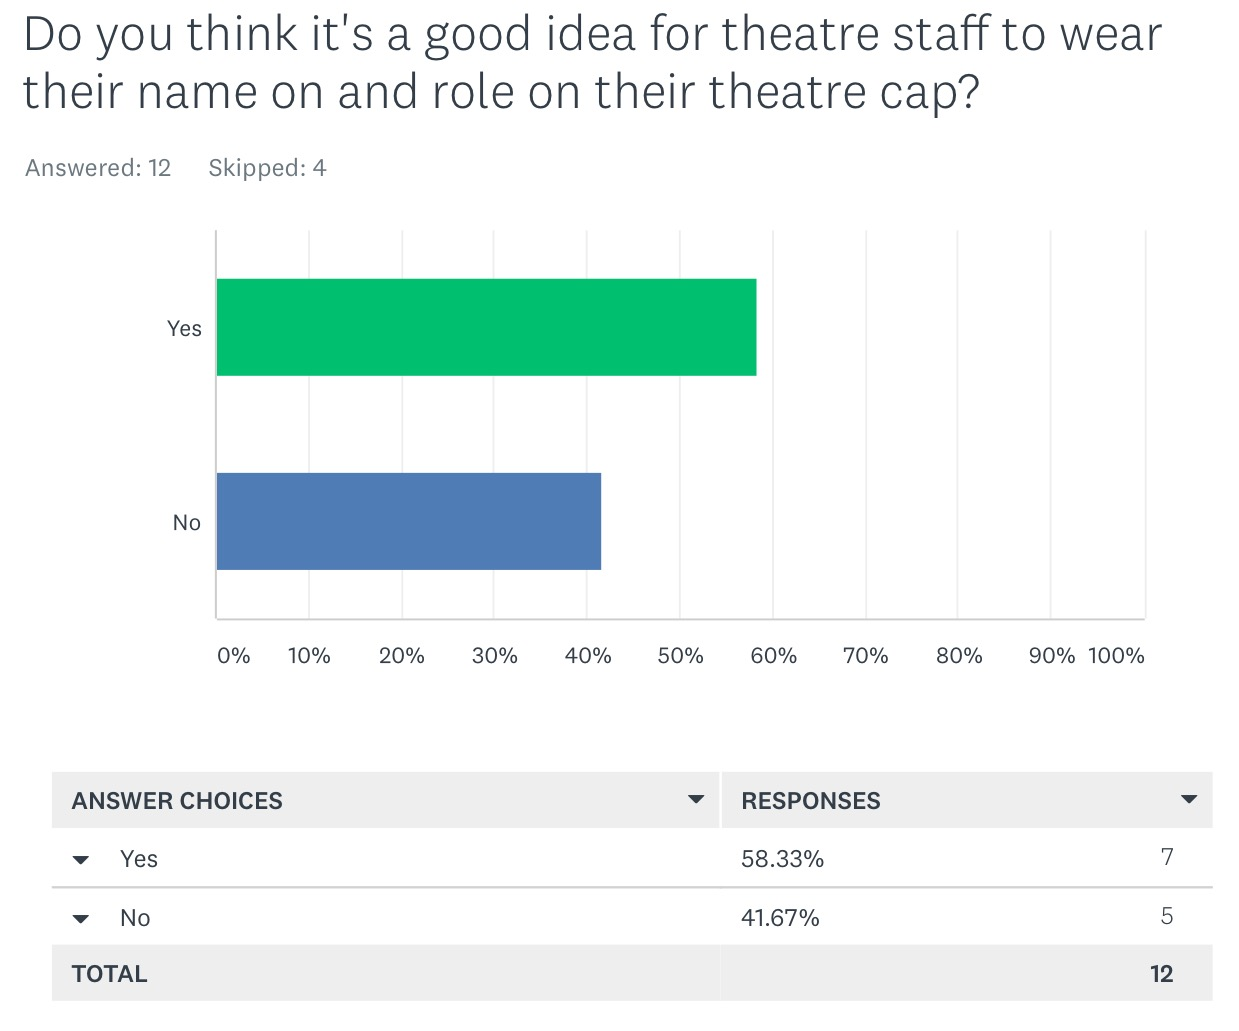 Do you think it's a good idea for theatre staff to wear
their name on and role on their theatre cap?
Answered: 12 Skipped: 4
Yes
No
0% 10% 20% 30% 40% 50% 60% 70% 80% 90% 100%
ANSWER CHOICES RESPONSES
Yes 58.33% 7
No 41.67% 5
TOTAL 12